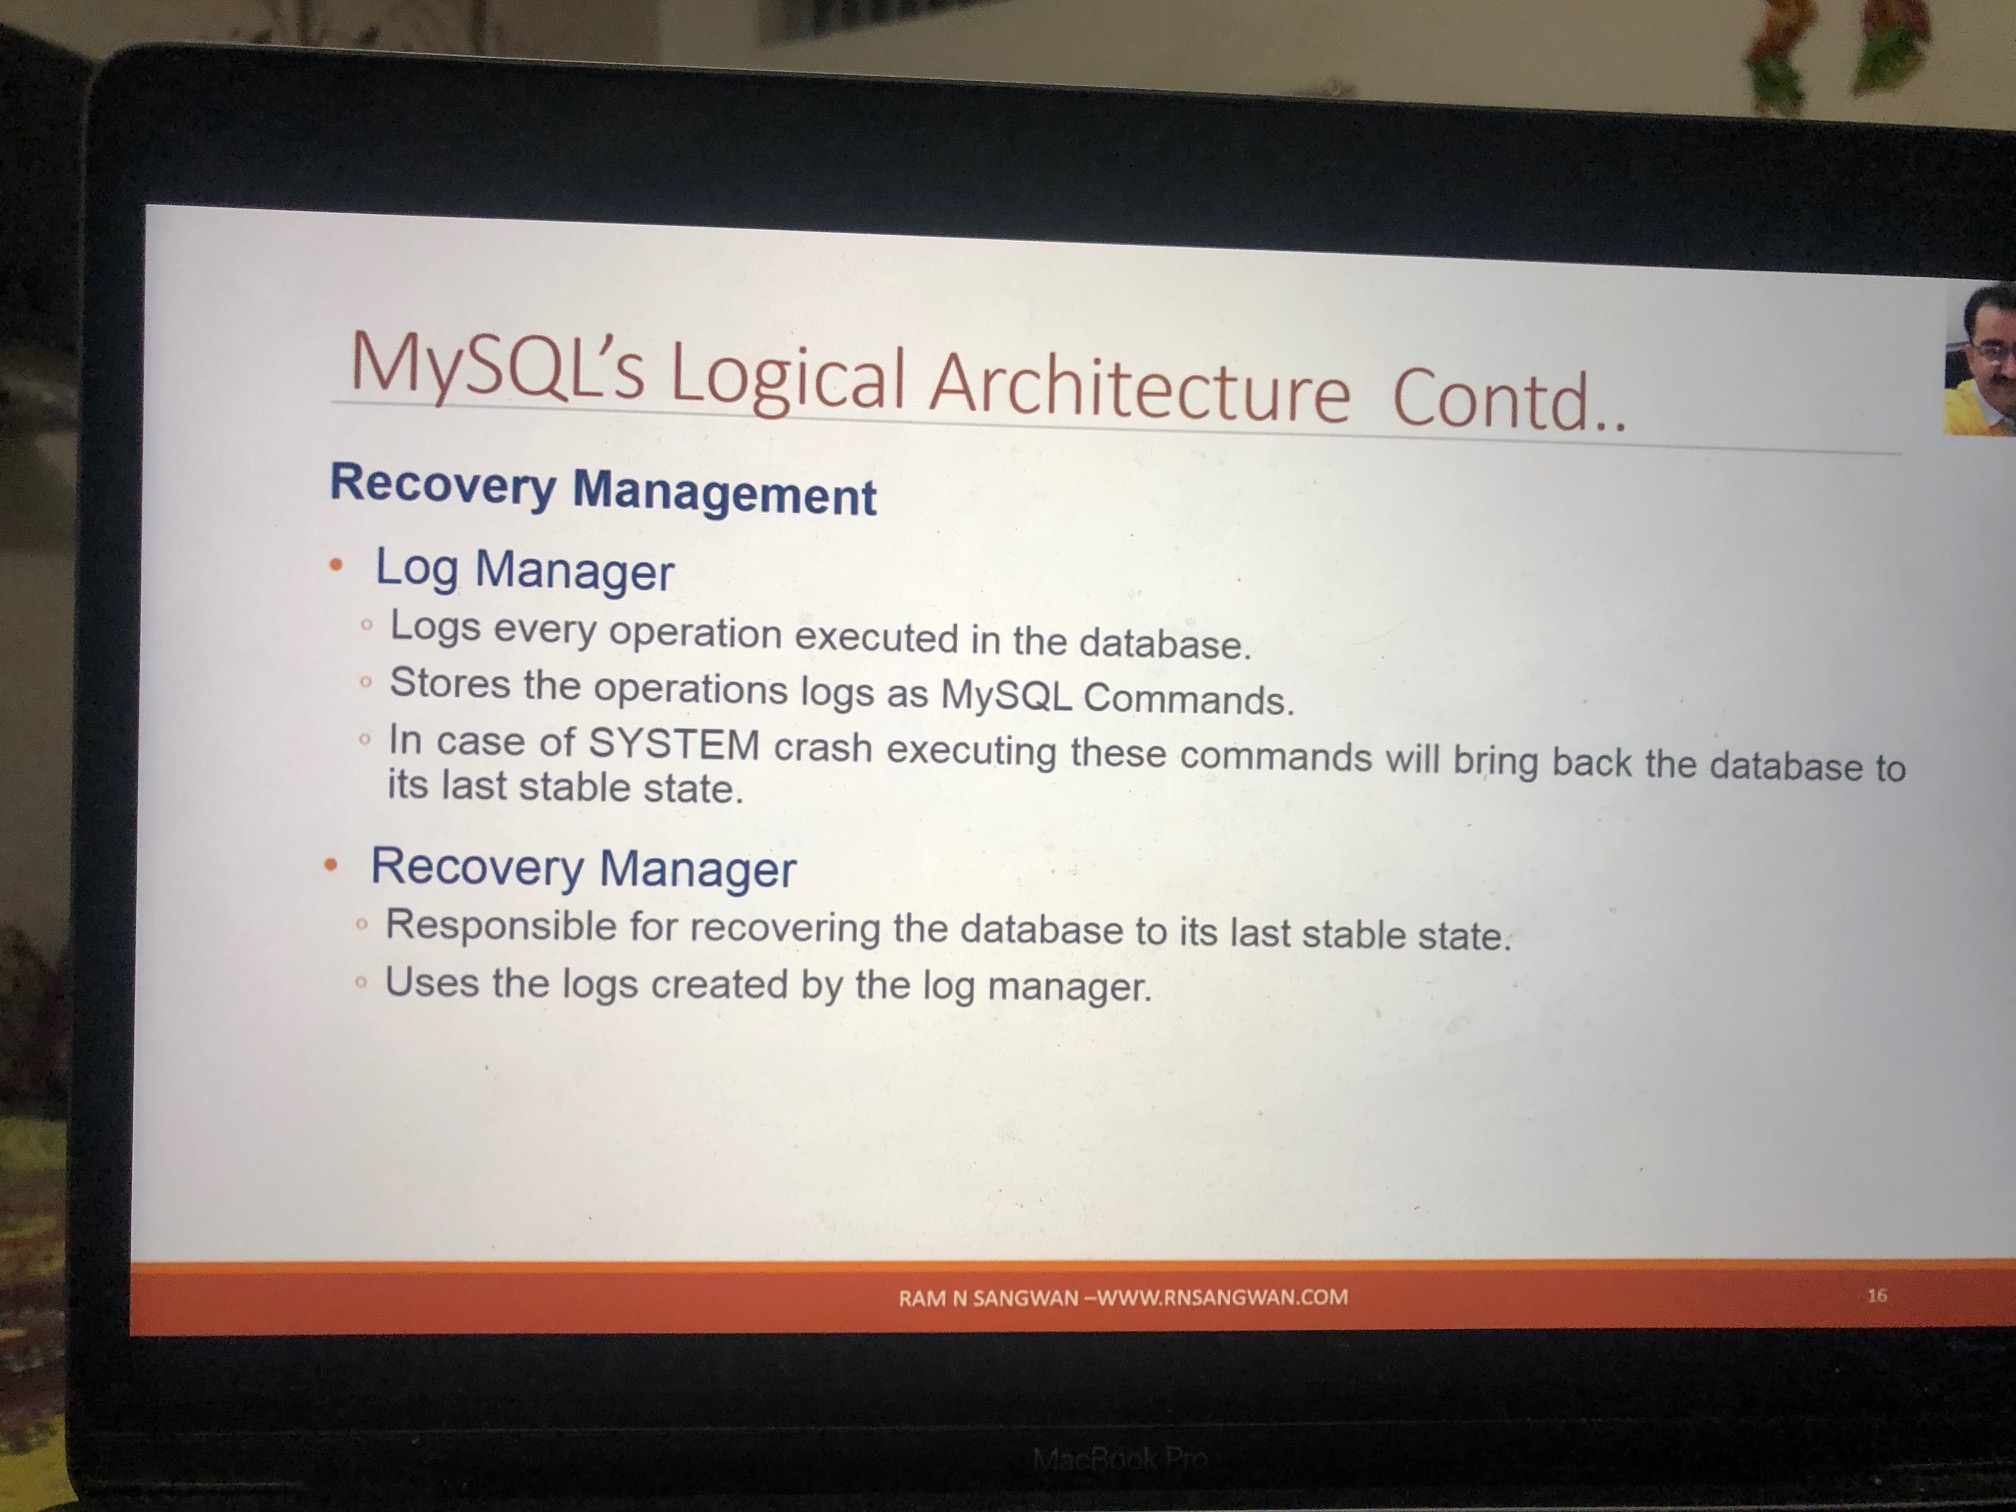 MySQL’s Logical Architecture Contd..
Recovery Management
• Log Manager
◦ Logs every operation executed in the database.
◦ Stores the operations logs as MySQL Commands.
◦ In case of SYSTEM crash executing these commands will bring back the database to
its last stable state.
• Recovery Manager
◦ Responsible for recovering the database to its last stable state.
◦ Uses the logs created by the log manager.
RAM N SANGWAN –WWW.RNSANGWAN.COM
16
MacBook Pro